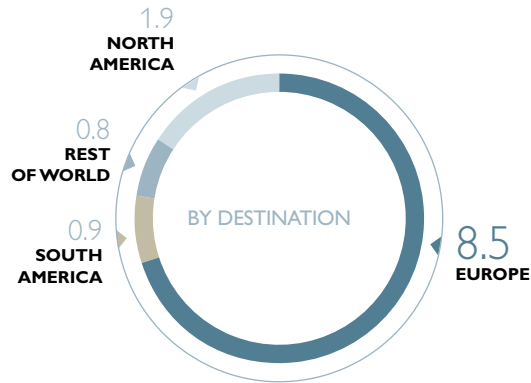 1.9
NORTH
AMERICA
0.8
REST
OF WORLD
0.9
SOUTH
AMERICA
BY DESTINATION
8.5
EUROPE